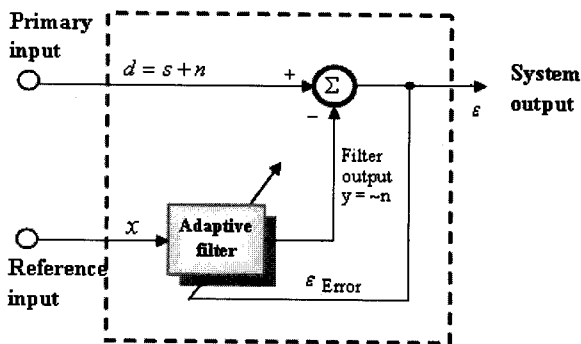 Primary
input
d = s + n
+
Σ
−
ε
System
output
Filter
output
y = ~n
x
Adaptive
filter
Reference
input
ε Error